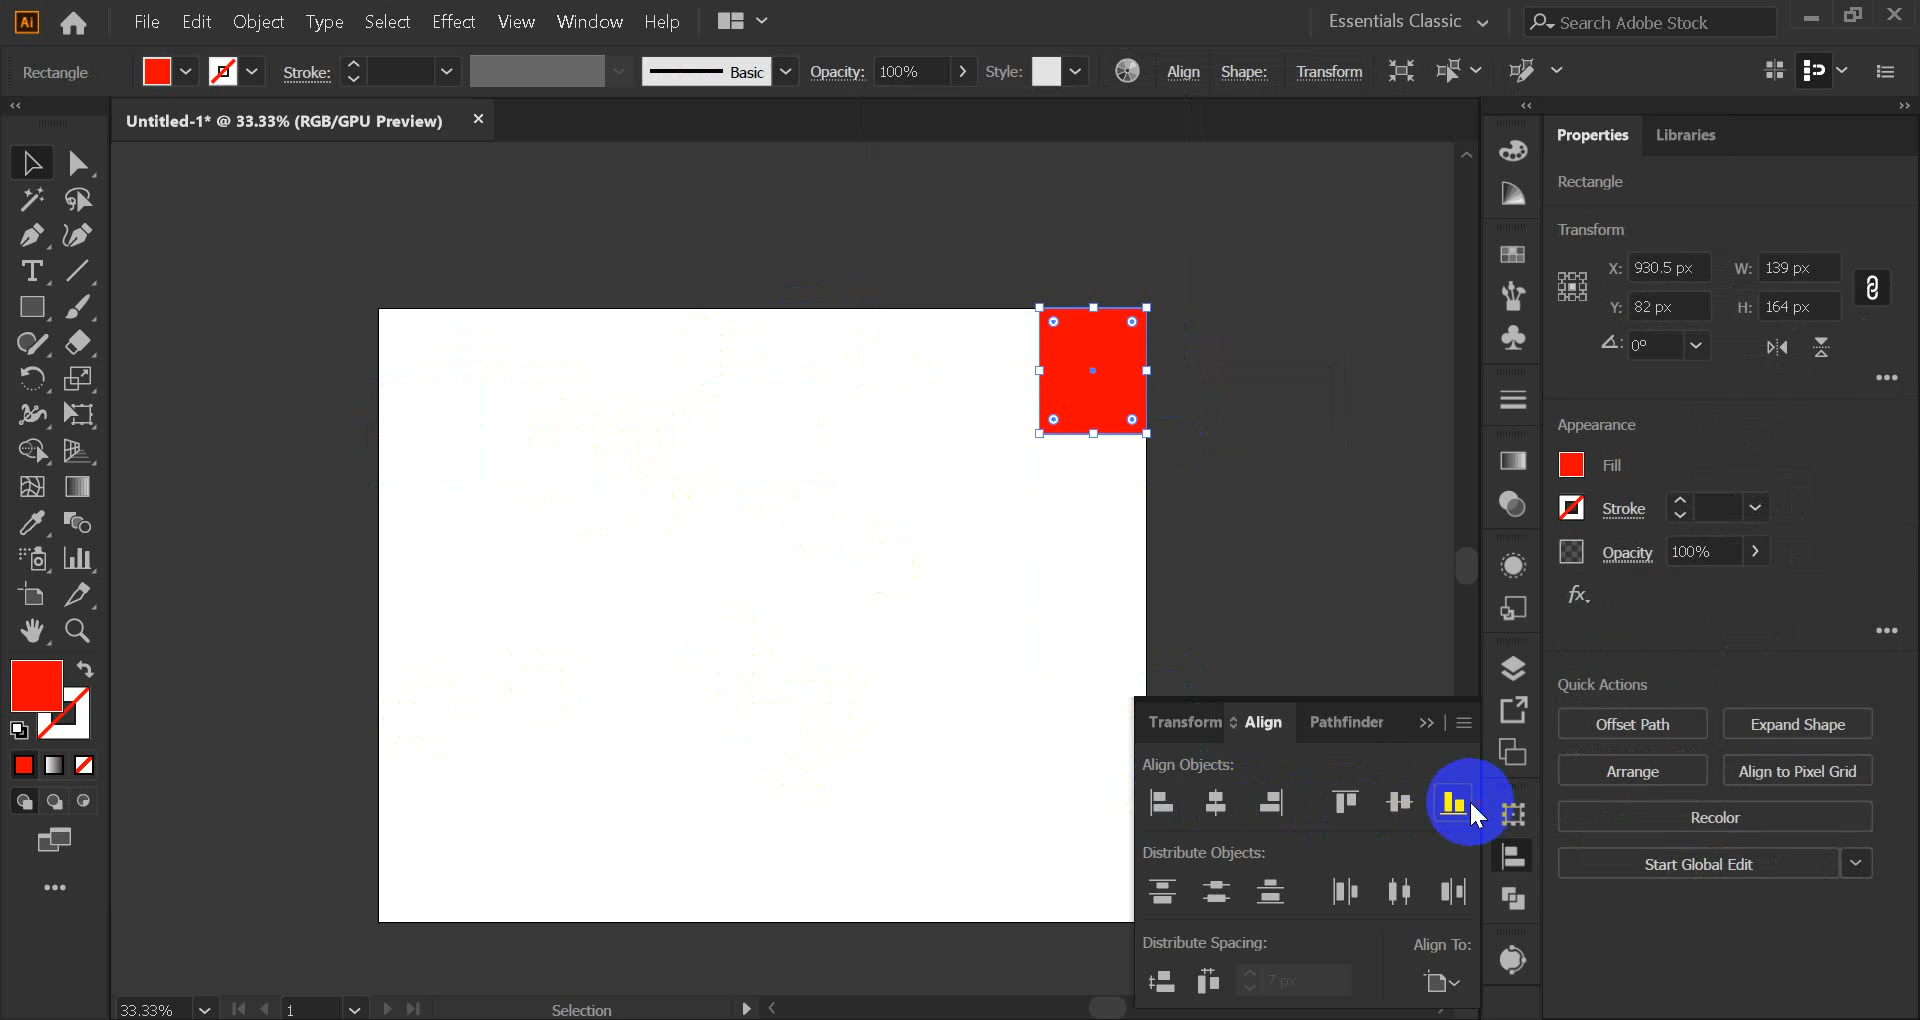 Ai File Edit Object Type Select Effect View Window Help Essentials Classic Search Adobe Stock
Rectangle Stroke: Basic Opacity: 100% Style: Align Shape: Transform
Untitled-1* @ 33.33% (RGB/GPU Preview)
Properties Libraries
Rectangle
Transform
X: 930.5 px W: 139 px
Y: 82 px H: 164 px
0°
Appearance
Fill
Stroke
Opacity 100%
fx
Quick Actions
Offset Path Expand Shape
Arrange Align to Pixel Grid
Recolor
Start Global Edit
Transform Align Pathfinder
Align Objects:
Distribute Objects:
Distribute Spacing: Align To:
7 px
33.33% 1 Selection